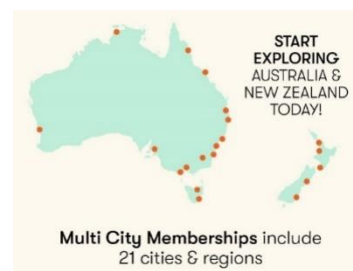 START
EXPLORING
AUSTRALIA &
NEW ZEALAND
TODAY!
Multi City Memberships include
21 cities & regions